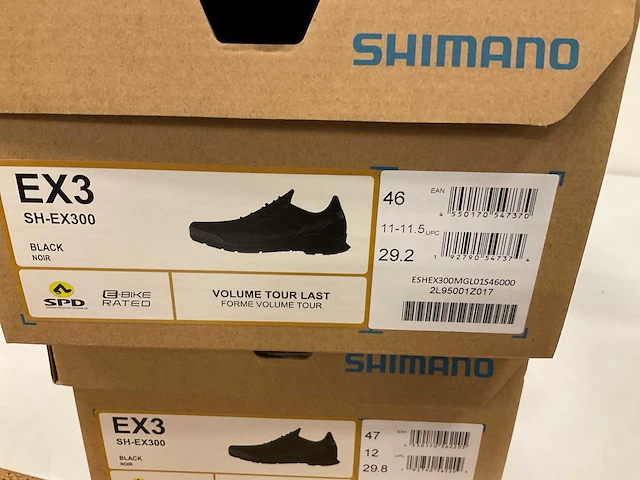 SHIMANO
EX3
SH-EX300
BLACK
NOIR
SPD
E-BIKE
RATED
VOLUME TOUR LAST
FORME VOLUME TOUR
46
EAN
4 550170 547370
11-11.5
UPC
1 92790 54737 4
29.2
ESHEX300MGL01S46000
2L95001Z017
SHIMANO
EX3
SH-EX300
BLACK
NOIR
47
EAN
12
UPC
29.8